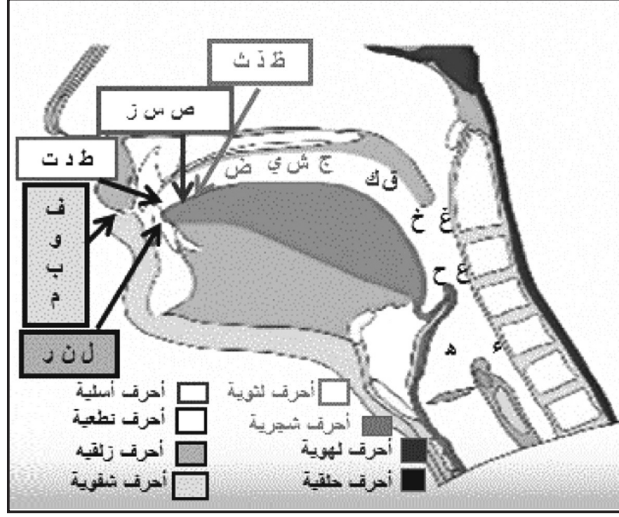 ظ ذ ث
ص س ز
ط د ت
ف
و
ب
م
ل ن ر
ض ي ش ج
ق ك
غ خ
ع ح
ء ه
أحرف لثوية
أحرف أسلية
أحرف شجرية
أحرف نطعية
أحرف لهوية
أحرف زلقيه
أحرف حلقية
أحرف شفوية